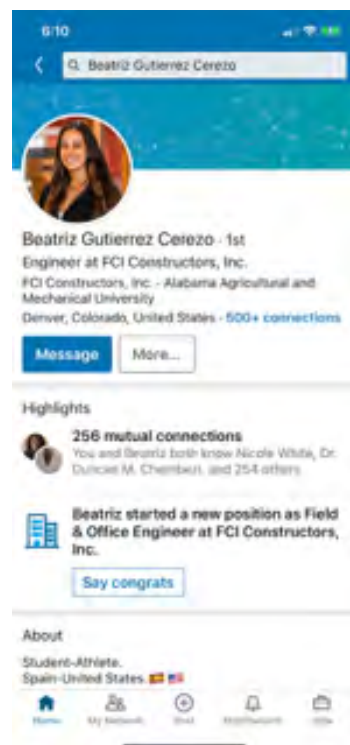 6:10
Beatriz Gutierrez Cerezo
Beatriz Gutierrez Cerezo · 1st
Engineer at FCI Constructors, Inc.
FCI Constructors, Inc. · Alabama Agricultural and
Mechanical University
Denver, Colorado, United States · 500+ connections
Message
More...
Highlights
256 mutual connections
You and Beatriz both know Nicole White, Dr.
Duncan M. and 254 others
Beatriz started a new position as Field
& Office Engineer at FCI Constructors,
Inc.
Say congrats
About
Student-Athlete.
Spain-United States.
Home
My Network
Post
Notifications
Jobs